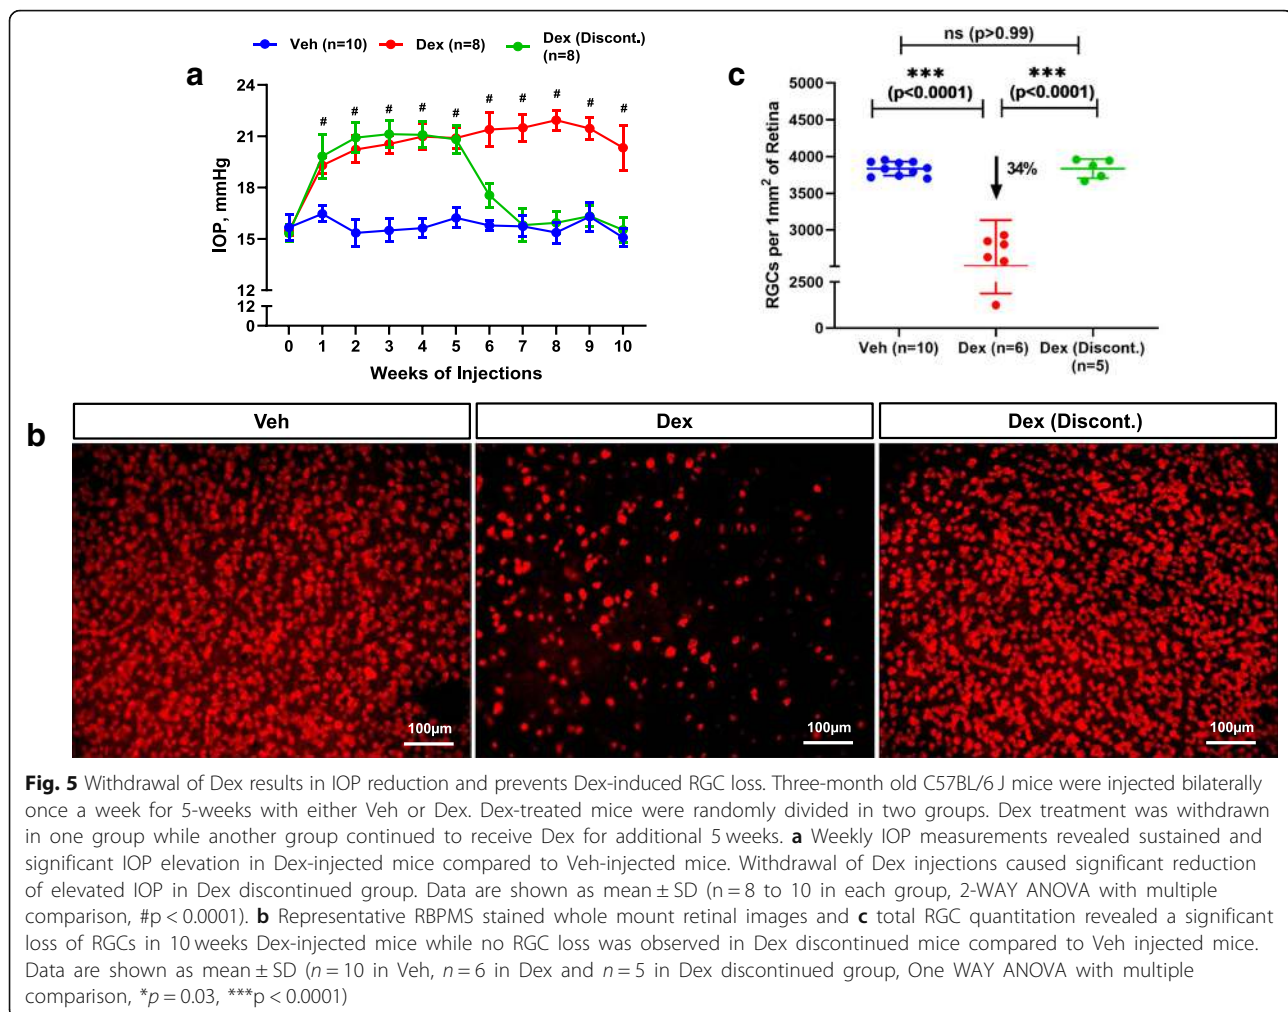 Veh (n=10) Dex (n=8) Dex (Discont.)
(n=8)
a
24
21
18
15
12
12
0
IOP, mmHg
# # # # # # # # # #
0 1 2 3 4 5 6 7 8 9 10
Weeks of Injections
c
ns (p>0.99)
*** ***
(p<0.0001) (p<0.0001)
5000
4500
4000
3500
3000
2500
0
RGCs per 1mm² of Retina
34%
Veh (n=10) Dex (n=6) Dex (Discont.)
(n=5)
b
Veh Dex Dex (Discont.)
100µm 100µm 100µm
Fig. 5 Withdrawal of Dex results in IOP reduction and prevents Dex-induced RGC loss. Three-month old C57BL/6 J mice were injected bilaterally
once a week for 5-weeks with either Veh or Dex. Dex-treated mice were randomly divided in two groups. Dex treatment was withdrawn
in one group while another group continued to receive Dex for additional 5 weeks. a Weekly IOP measurements revealed sustained and
significant IOP elevation in Dex-injected mice compared to Veh-injected mice. Withdrawal of Dex injections caused significant reduction
of elevated IOP in Dex discontinued group. Data are shown as mean ± SD (n = 8 to 10 in each group, 2-WAY ANOVA with multiple
comparison, #p < 0.0001). b Representative RBPMS stained whole mount retinal images and c total RGC quantitation revealed a significant
loss of RGCs in 10 weeks Dex-injected mice while no RGC loss was observed in Dex discontinued mice compared to Veh injected mice.
Data are shown as mean ± SD (n = 10 in Veh, n = 6 in Dex and n = 5 in Dex discontinued group, One WAY ANOVA with multiple
comparison, *p = 0.03, ***p < 0.0001)